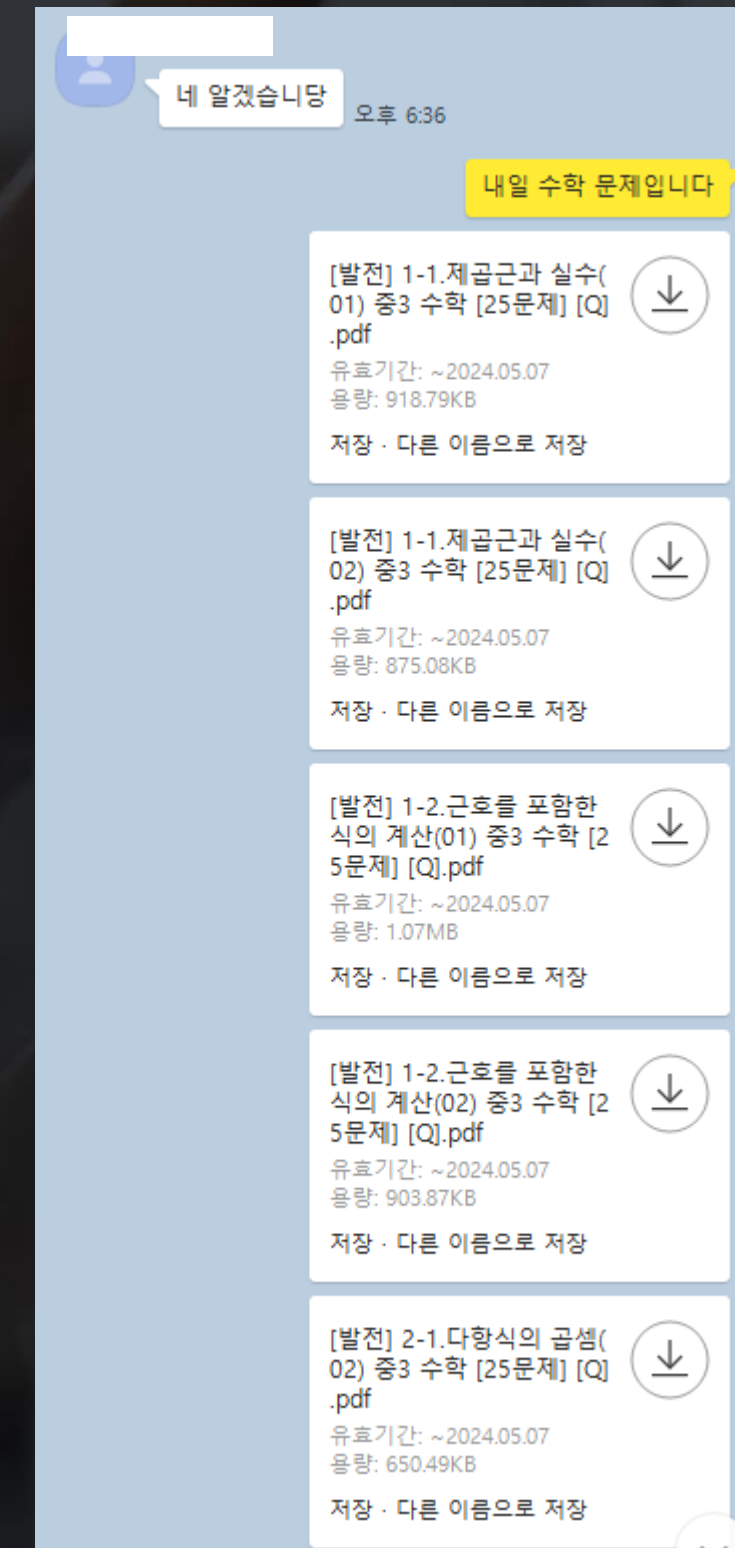 네 알겠습니당
오후 6:36
내일 수학 문제입니다
[발전] 1-1.제곱근과 실수(
01) 중3 수학 [25문제] [Q]
.pdf
유효기간: ~2024.05.07
용량: 918.79KB
저장 · 다른 이름으로 저장
[발전] 1-1.제곱근과 실수(
02) 중3 수학 [25문제] [Q]
.pdf
유효기간: ~2024.05.07
용량: 875.08KB
저장 · 다른 이름으로 저장
[발전] 1-2.근호를 포함한
식의 계산(01) 중3 수학 [2
5문제] [Q].pdf
유효기간: ~2024.05.07
용량: 1.07MB
저장 · 다른 이름으로 저장
[발전] 1-2.근호를 포함한
식의 계산(02) 중3 수학 [2
5문제] [Q].pdf
유효기간: ~2024.05.07
용량: 903.87KB
저장 · 다른 이름으로 저장
[발전] 2-1.다항식의 곱셈(
02) 중3 수학 [25문제] [Q]
.pdf
유효기간: ~2024.05.07
용량: 650.49KB
저장 · 다른 이름으로 저장